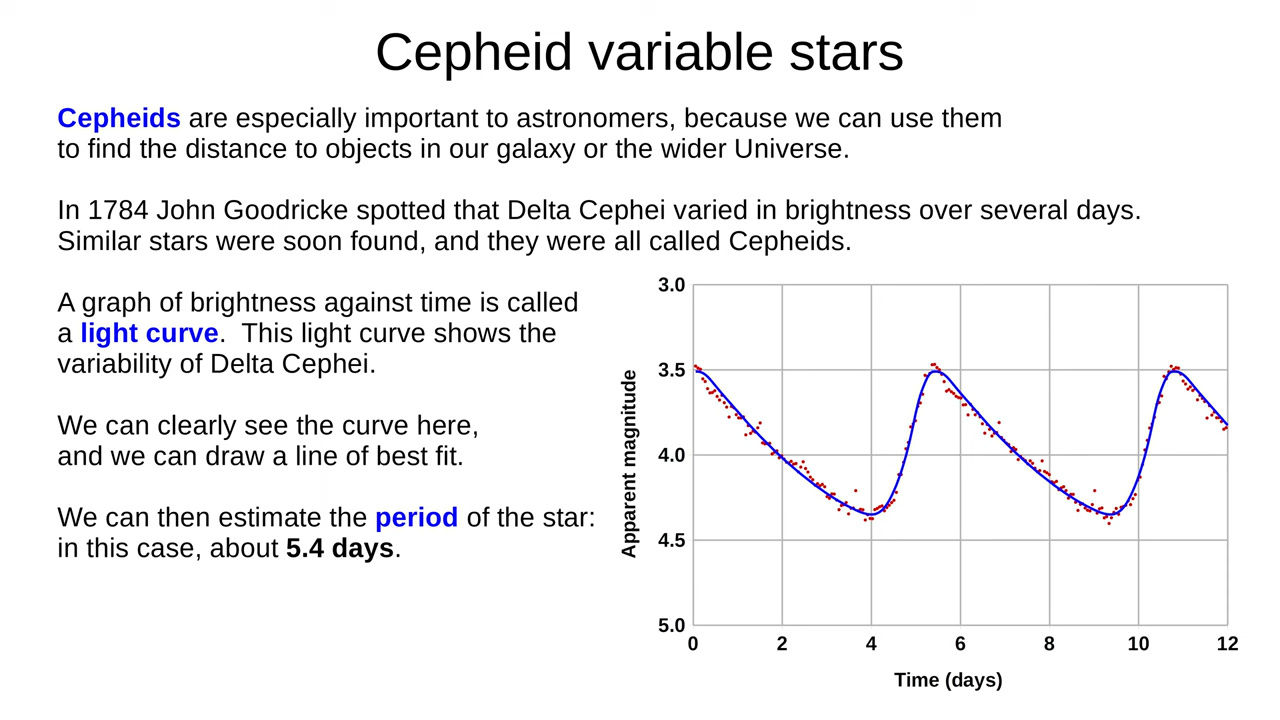 Cepheid variable stars
Cepheids are especially important to astronomers, because we can use them
to find the distance to objects in our galaxy or the wider Universe.
In 1784 John Goodricke spotted that Delta Cephei varied in brightness over several days.
Similar stars were soon found, and they were all called Cepheids.
A graph of brightness against time is called
a light curve.  This light curve shows the
variability of Delta Cephei.
We can clearly see the curve here,
and we can draw a line of best fit.
We can then estimate the period of the star:
in this case, about 5.4 days.
Apparent magnitude
3.0
3.5
4.0
4.5
5.0
0 2 4 6 8 10 12
Time (days)